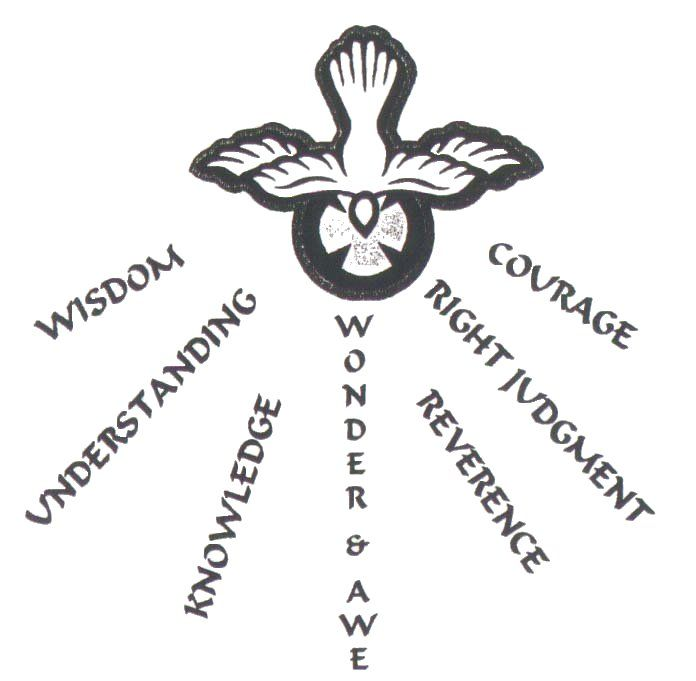 WISDOM
UNDERSTANDING
KNOWLEDGE
WONDER & AWE
REVERENCE
RIGHT JUDGMENT
COURAGE